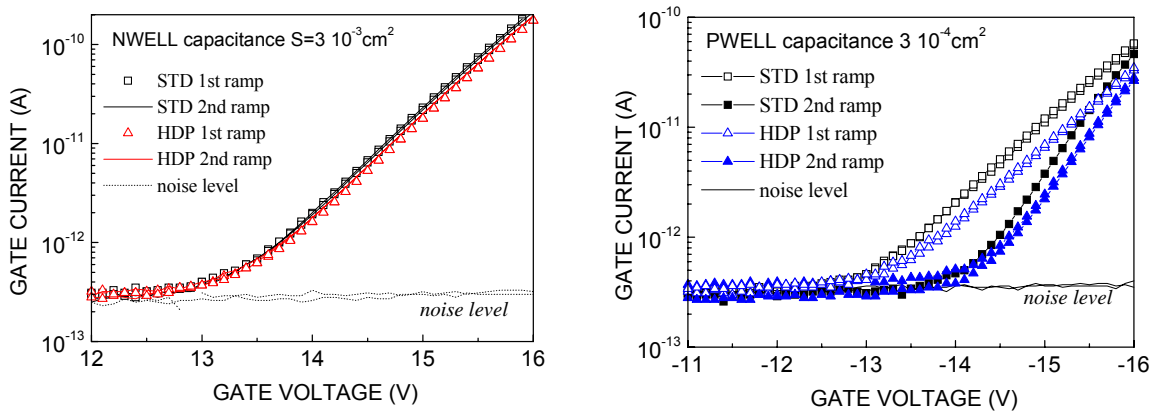 NWELL capacitance S=3 10⁻³cm²
STD 1st ramp
STD 2nd ramp
HDP 1st ramp
HDP 2nd ramp
noise level
noise level
GATE CURRENT (A)
10⁻¹⁰
10⁻¹¹
10⁻¹²
10⁻¹³
12 13 14 15 16
GATE VOLTAGE (V)
PWELL capacitance 3 10⁻⁴cm²
STD 1st ramp
STD 2nd ramp
HDP 1st ramp
HDP 2nd ramp
noise level
noise level
GATE CURRENT (A)
10⁻¹⁰
10⁻¹¹
10⁻¹²
10⁻¹³
-11 -12 -13 -14 -15 -16
GATE VOLTAGE (V)